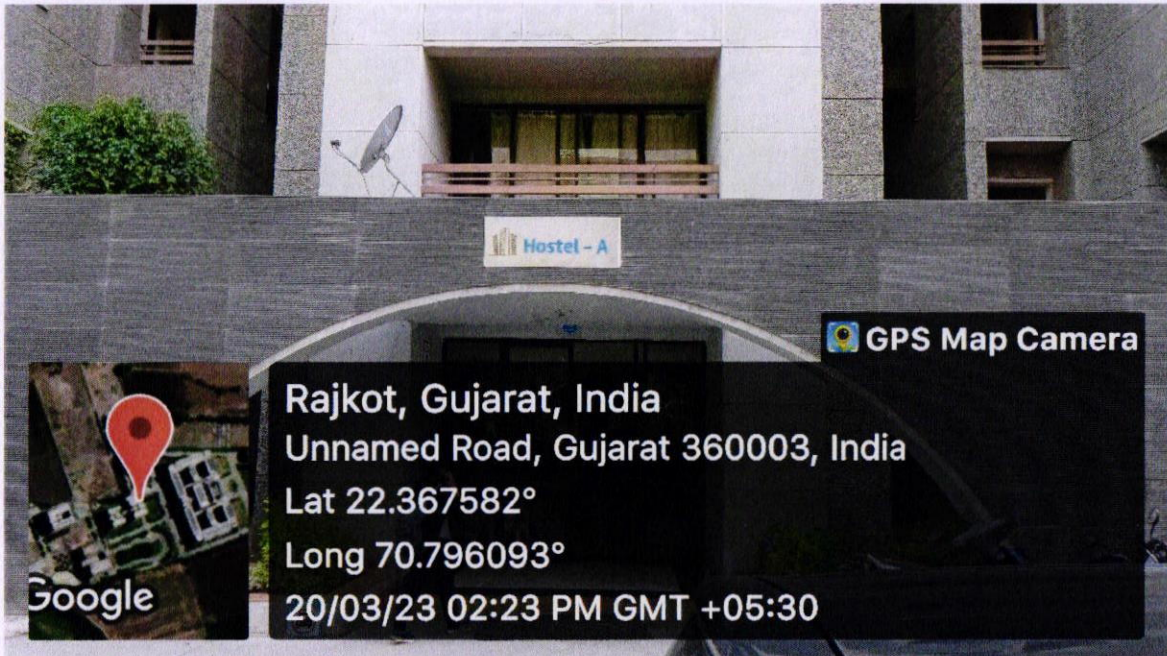 Hostel - A
GPS Map Camera
Rajkot, Gujarat, India
Unnamed Road, Gujarat 360003, India
Lat 22.367582°
Long 70.796093°
20/03/23 02:23 PM GMT +05:30
Google